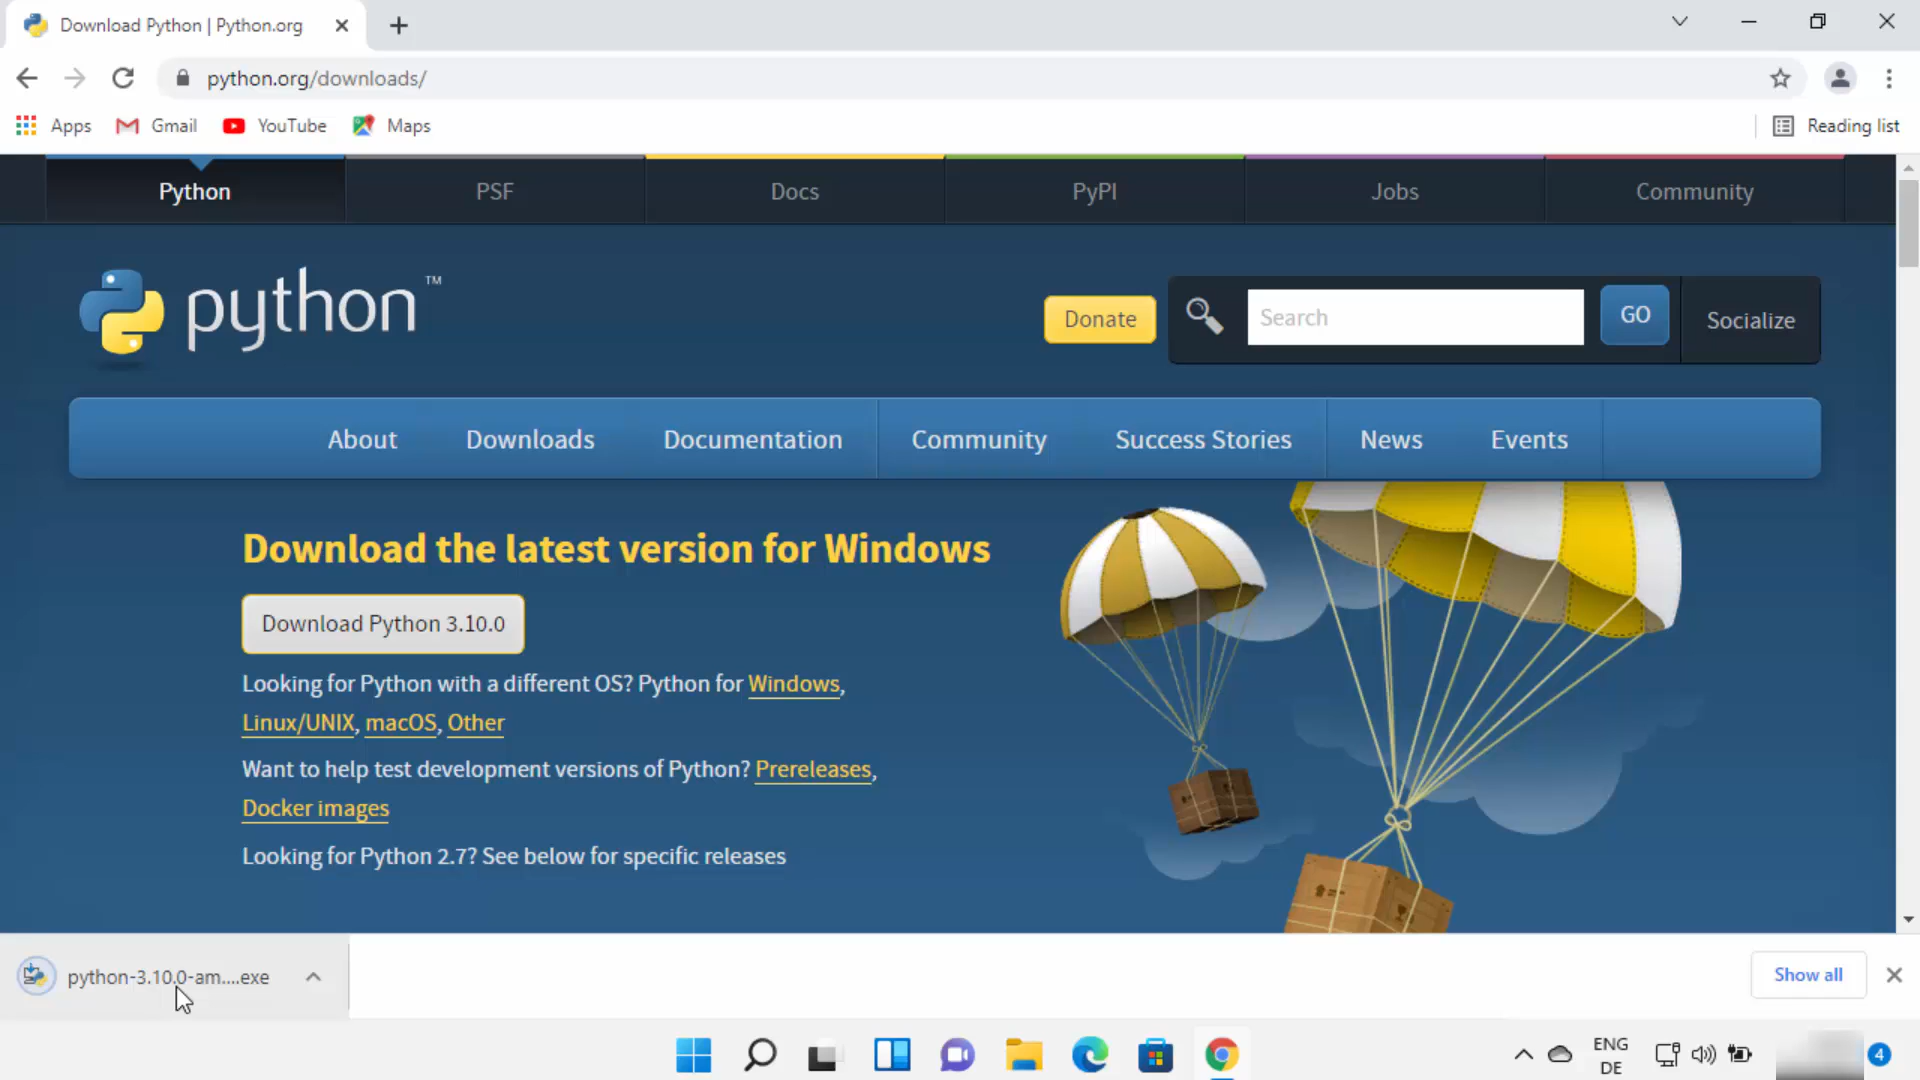 Download Python | Python.org
python.org/downloads/
Apps Gmail YouTube Maps Reading list
Python PSF Docs PyPI Jobs Community
python™
Donate Search GO Socialize
About Downloads Documentation Community Success Stories News Events
Download the latest version for Windows
Download Python 3.10.0
Looking for Python with a different OS? Python for Windows,
Linux/UNIX, macOS, Other
Want to help test development versions of Python? Prereleases,
Docker images
Looking for Python 2.7? See below for specific releases
python-3.10.0-am....exe Show all
ENG
DE
4